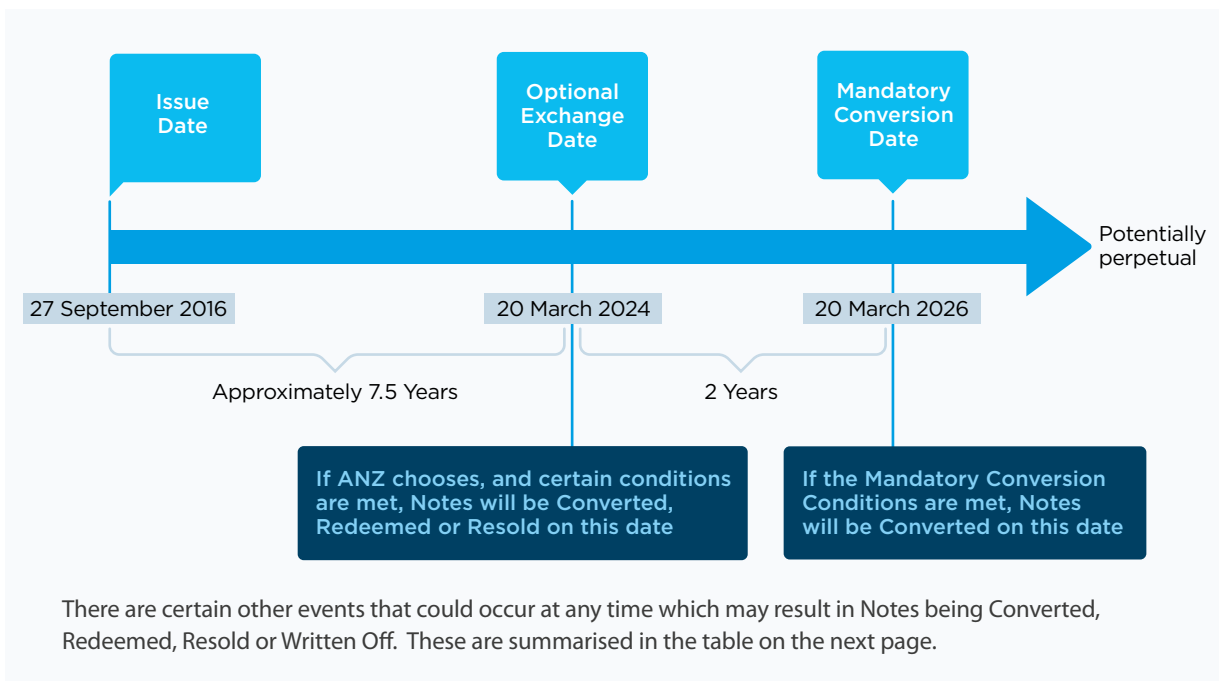 Issue
Date
Optional
Exchange
Date
Mandatory
Conversion
Date
Potentially
perpetual
27 September 2016
20 March 2024
20 March 2026
Approximately 7.5 Years
2 Years
If ANZ chooses, and certain conditions
are met, Notes will be Converted,
Redeemed or Resold on this date
If the Mandatory Conversion
Conditions are met, Notes
will be Converted on this date
There are certain other events that could occur at any time which may result in Notes being Converted,
Redeemed, Resold or Written Off. These are summarised in the table on the next page.